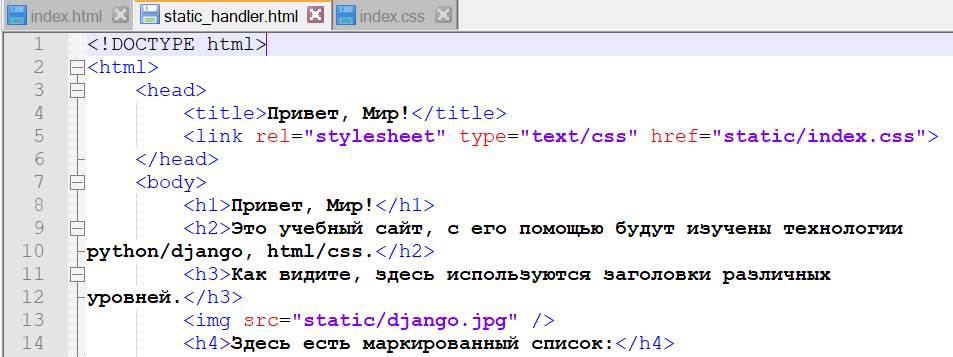 index.html static_handler.html index.css
1 <!DOCTYPE html>
2 <html>
3 <head>
4 <title>Привет, Мир!</title>
5 <link rel="stylesheet" type="text/css" href="static/index.css">
6 </head>
7 <body>
8 <h1>Привет, Мир!</h1>
9 <h2>Это учебный сайт, с его помощью будут изучены технологии
10 python/django, html/css.</h2>
11 <h3>Как видите, здесь используются заголовки различных
12 уровней.</h3>
13 <img src="static/django.jpg" />
14 <h4>Здесь есть маркированный список:</h4>